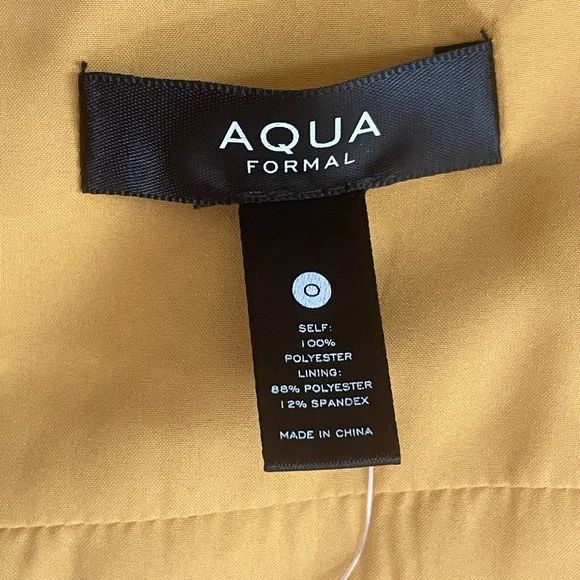 AQUA
FORMAL
0
SELF:
100%
POLYESTER
LINING:
88% POLYESTER
12% SPANDEX
MADE IN CHINA